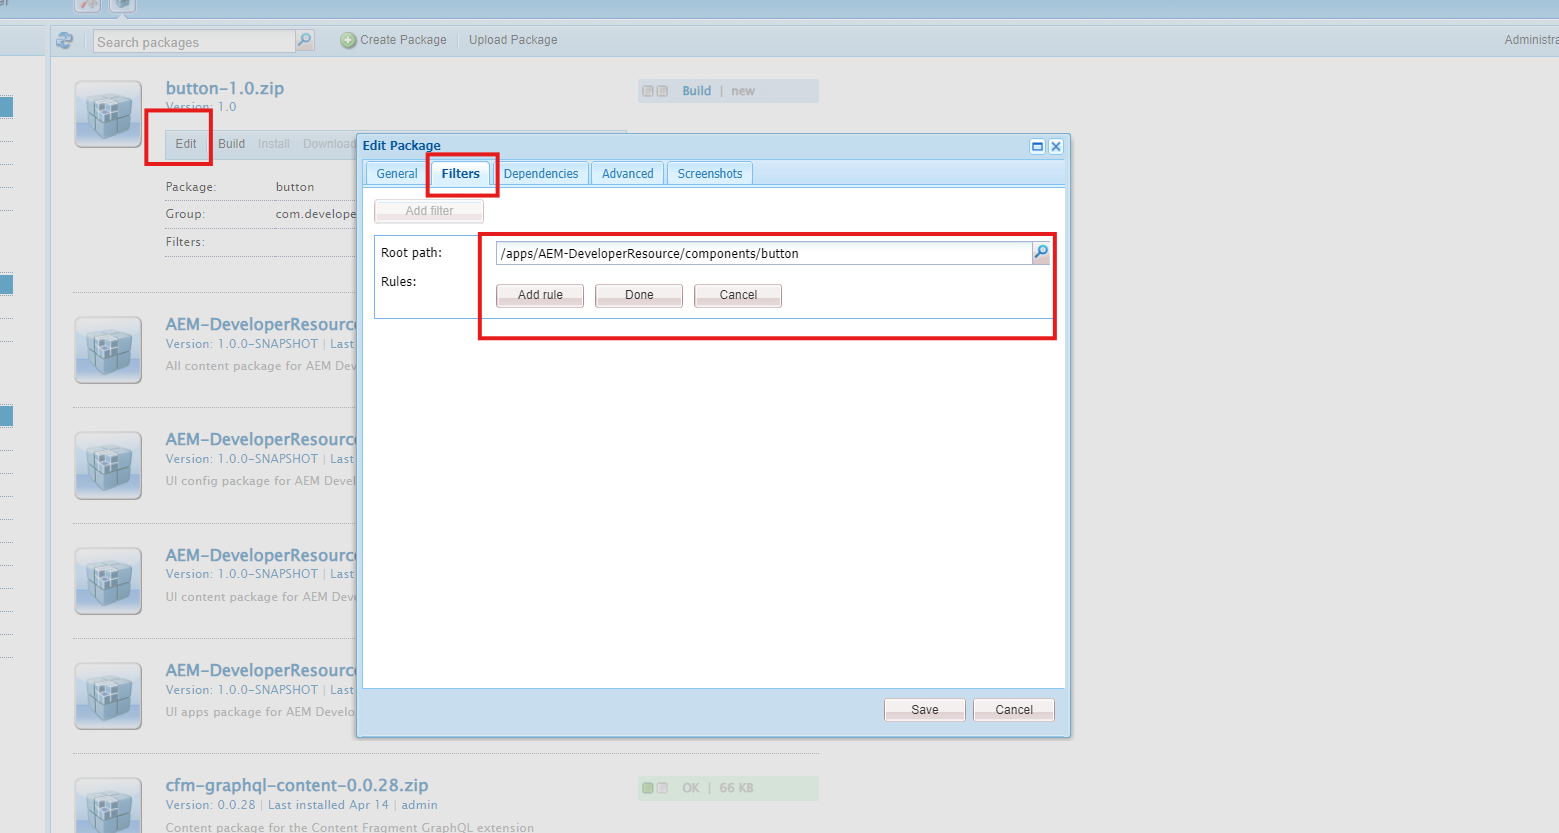 Search packages
Create Package
Upload Package
button-1.0.zip
Version: 1.0
Build | new
Edit
Build
Install
Download
Package: button
Group: com.develope
Filters:
AEM-DeveloperResource
Version: 1.0.0-SNAPSHOT | Last
All content package for AEM Dev
AEM-DeveloperResource
Version: 1.0.0-SNAPSHOT | Last
UI config package for AEM Devel
AEM-DeveloperResource
Version: 1.0.0-SNAPSHOT | Last
UI content package for AEM Deve
AEM-DeveloperResource
Version: 1.0.0-SNAPSHOT | Last
UI apps package for AEM Develo
cfm-graphql-content-0.0.28.zip
Version: 0.0.28 | Last installed Apr 14 | admin
OK | 66 KB
Content package for the Content Fragment GraphQL extension
Edit Package
General
Filters
Dependencies
Advanced
Screenshots
Add filter
Root path: /apps/AEM-DeveloperResource/components/button
Rules:
Add rule
Done
Cancel
Save
Cancel